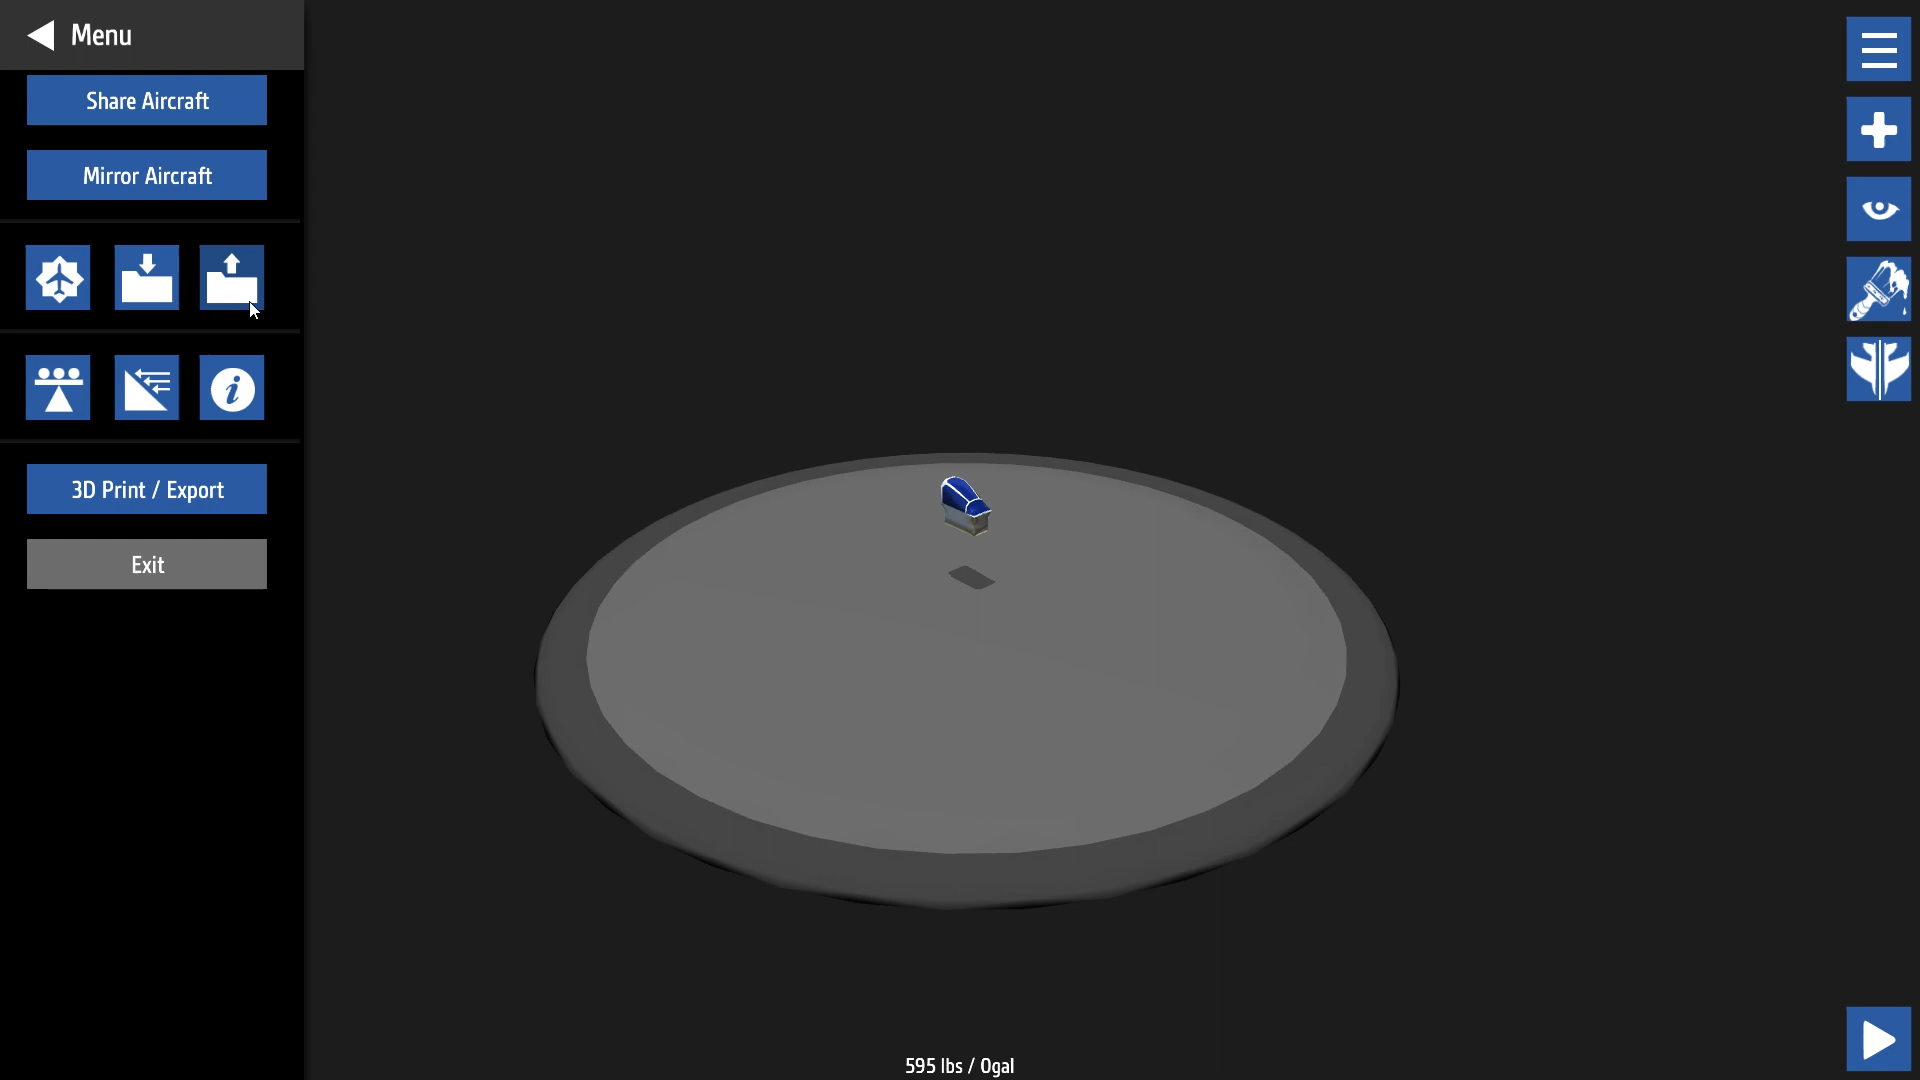 Menu
Share Aircraft
Mirror Aircraft
3D Print / Export
Exit
595 lbs / 0gal